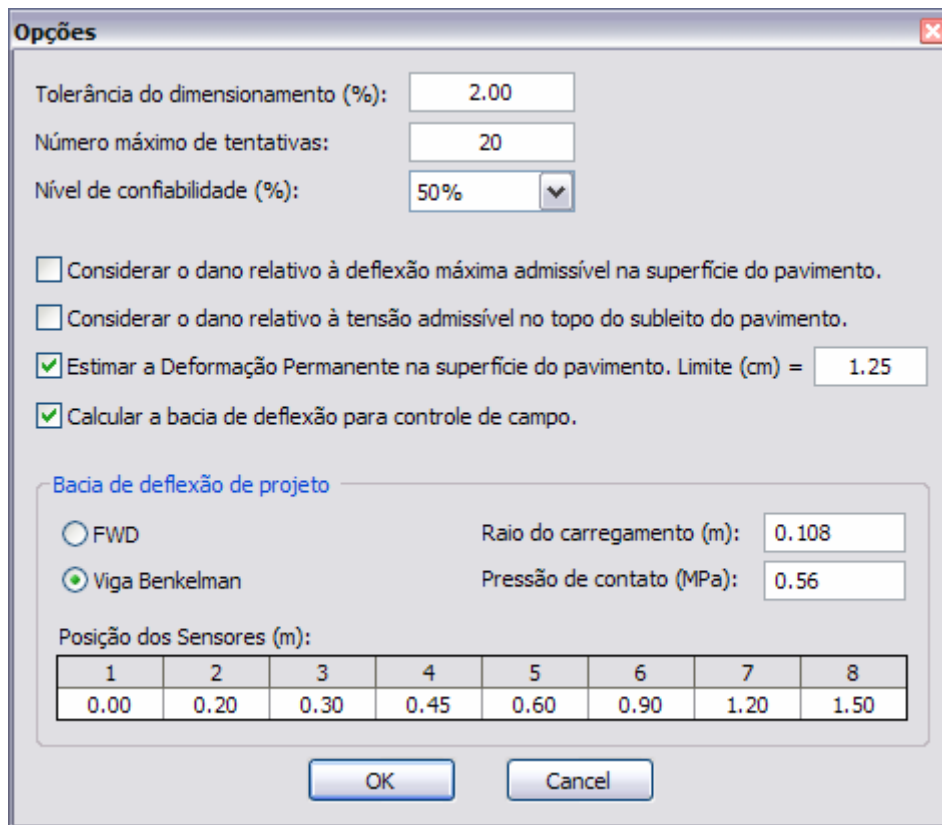 Opções
Tolerância do dimensionamento (%): 2.00
Número máximo de tentativas: 20
Nível de confiabilidade (%): 50%
Considerar o dano relativo à deflexão máxima admissível na superfície do pavimento.
Considerar o dano relativo à tensão admissível no topo do subleito do pavimento.
Estimar a Deformação Permanente na superfície do pavimento. Limite (cm) = 1.25
Calcular a bacia de deflexão para controle de campo.
Bacia de deflexão de projeto
FWD Raio do carregamento (m): 0.108
Viga Benkelman Pressão de contato (MPa): 0.56
Posição dos Sensores (m):
1 2 3 4 5 6 7 8
0.00 0.20 0.30 0.45 0.60 0.90 1.20 1.50
OK Cancel